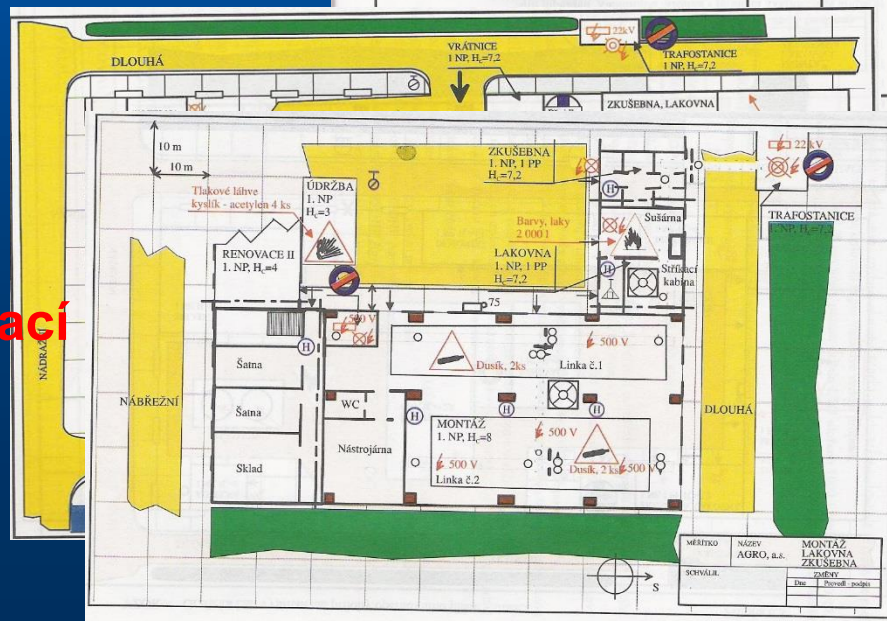 DLOUHÁ
VRÁTNICE
1 NP, Hc=7,2
22kV
TRAFOSTANICE
1 NP, Hc=7,2
ZKUŠEBNA, LAKOVNA
ací
NÁDRAŽNÍ
10 m
10 m
Tlakové láhve
kyslík - acetylen 4 ks
ÚDRŽBA
1. NP
Hc=3
ZKUŠEBNA
1. NP, 1 PP
Hc=7,2
22 kV
TRAFOSTANICE
1. NP, Hc=7,2
Barvy, laky
2 000 l
Sušárna
RENOVACE II
1. NP, Hc=4
LAKOVNA
1. NP, 1 PP
Hc=7,2
Stříkací
kabina
H
H
75
500 V
H
500 V
Dusík, 2ks
Linka č.1
Šatna
Šatna
Sklad
WC
Nástrojárna
NÁBŘEŽNÍ
DLOUHÁ
H
H
H
MONTÁŽ
1. NP, Hc=8
500 V
500 V
Dusík, 2 ks
500 V
Linka č.2
S
MĚŘÍTKO
NÁZEV
AGRO, a.s.
MONTÁŽ
LAKOVNA
ZKUŠEBNA
SCHVÁLIL
ZMĚNY
Dne
Provedl - podpis